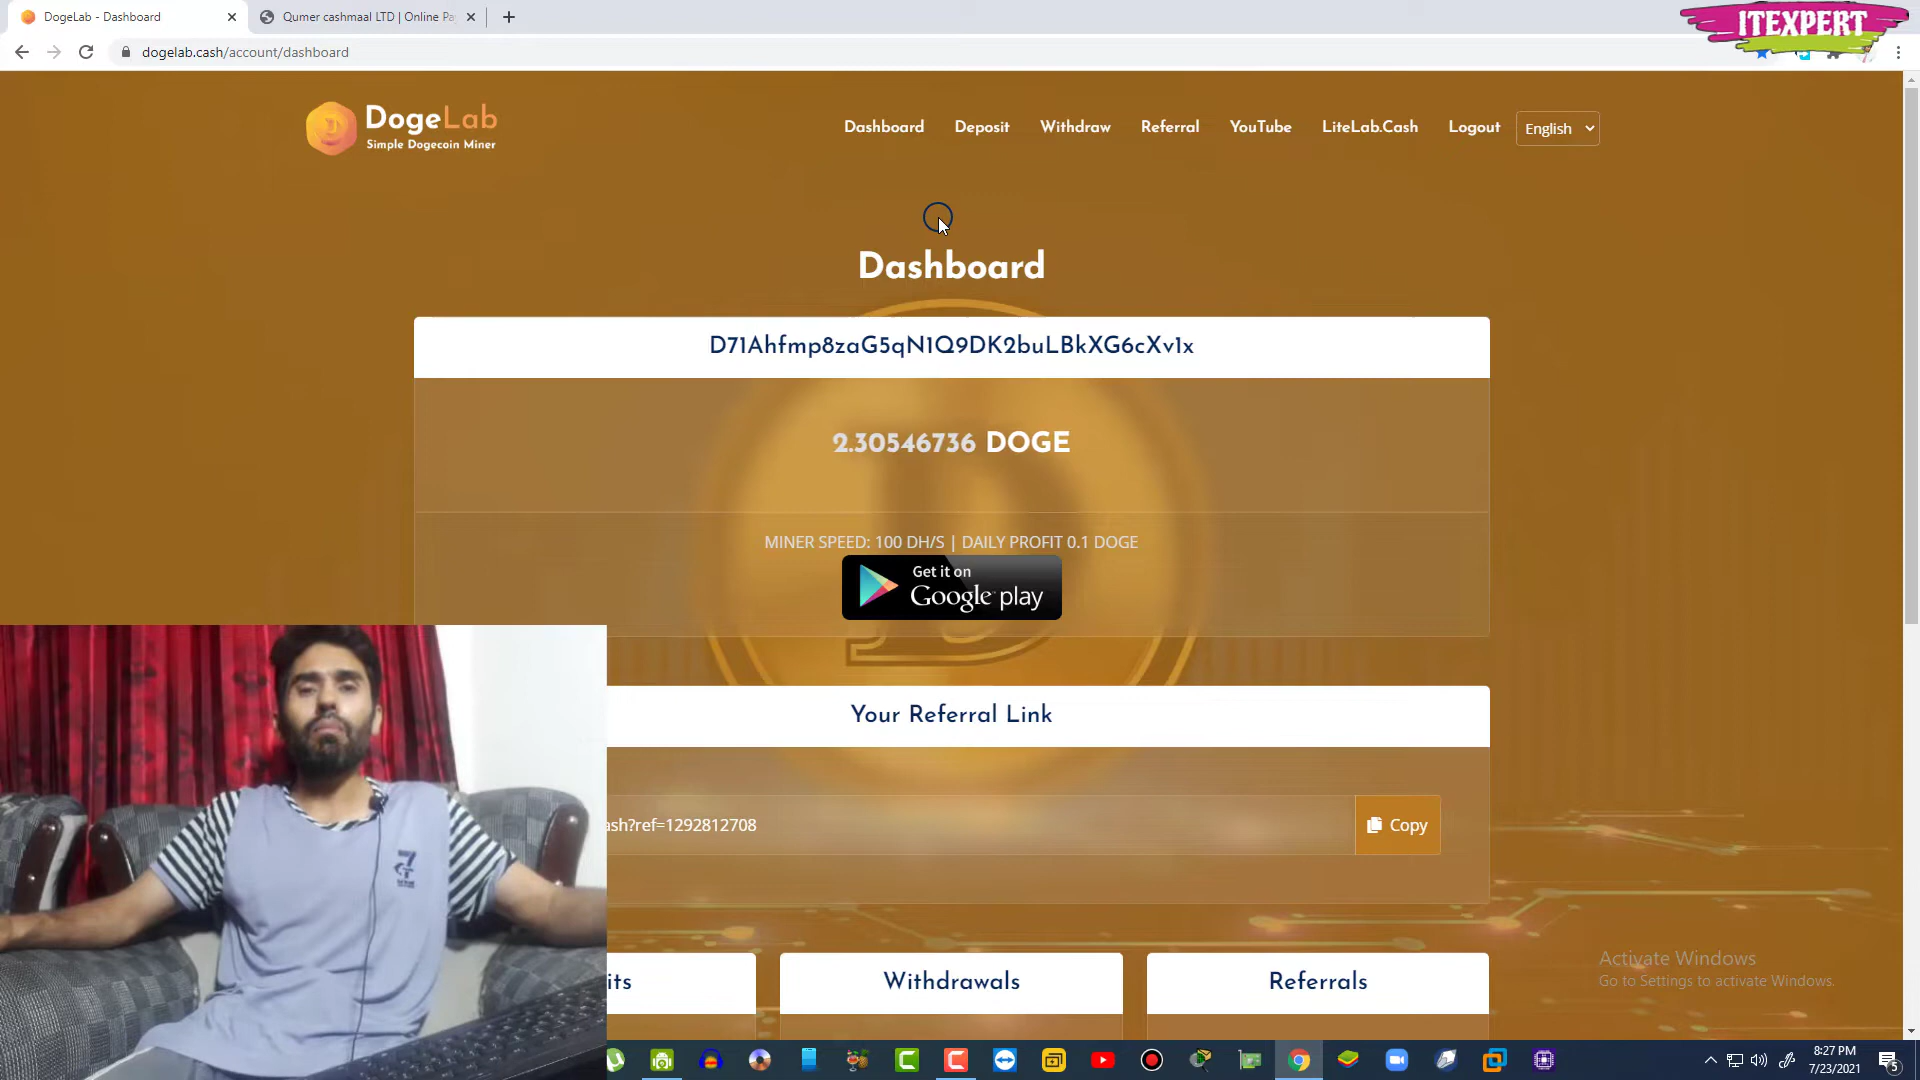 DogeLab - Dashboard
Qumer cashmaal LTD | Online Pa
ITEXPERT
dogelab.cash/account/dashboard
DogeLab
Simple Dogecoin Miner
Dashboard
Deposit
Withdraw
Referral
YouTube
LiteLab.Cash
Logout
English
Dashboard
D71Ahfmp8zaG5qN1Q9DK2buLBkXG6cXv1x
2.30546736 DOGE
MINER SPEED: 100 DH/S | DAILY PROFIT 0.1 DOGE
Get it on
Google play
Your Referral Link
ash?ref=1292812708
Copy
its
Withdrawals
Referrals
Activate Windows
Go to Settings to activate Windows.
8:27 PM
7/23/2021
5